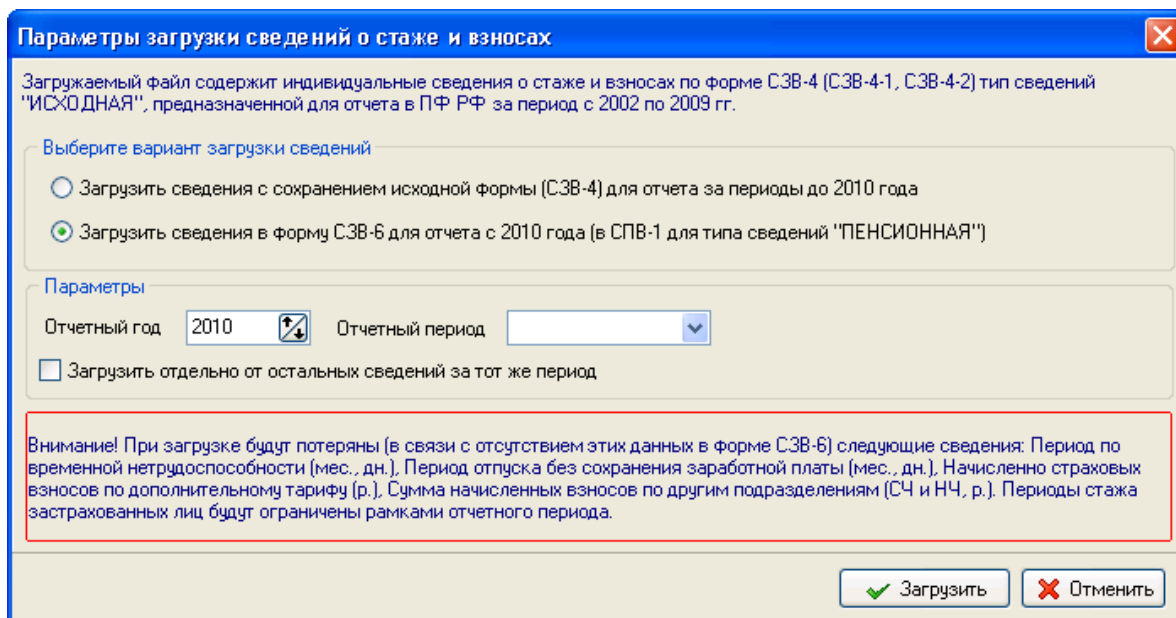 Параметры загрузки сведений о стаже и взносах
Загружаемый файл содержит индивидуальные сведения о стаже и взносах по форме СЗВ-4 (СЗВ-4-1, СЗВ-4-2) тип сведений
"ИСХОДНАЯ", предназначенной для отчета в ПФ РФ за период с 2002 по 2009 гг.
Выберите вариант загрузки сведений
Загрузить сведения с сохранением исходной формы (СЗВ-4) для отчета за периоды до 2010 года
Загрузить сведения в форму СЗВ-6 для отчета с 2010 года (в СПВ-1 для типа сведений "ПЕНСИОННАЯ")
Параметры
Отчетный год 2010 Отчетный период
Загрузить отдельно от остальных сведений за тот же период
Внимание! При загрузке будут потеряны (в связи с отсутствием этих данных в форме СЗВ-6) следующие сведения: Период по
временной нетрудоспособности (мес., дн.), Период отпуска без сохранения заработной платы (мес., дн.), Начисленно страховых
взносов по дополнительному тарифу (р.), Сумма начисленных взносов по другим подразделениям (СЧ и НЧ, р.). Периоды стажа
застрахованных лиц будут ограничены рамками отчетного периода.
Загрузить Отменить